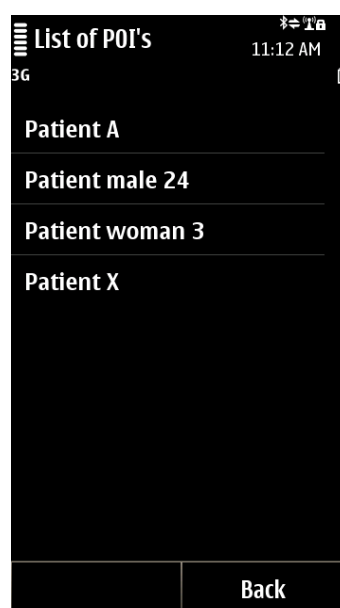 List of POI's
11:12 AM
3G
Patient A
Patient male 24
Patient woman 3
Patient X
Back